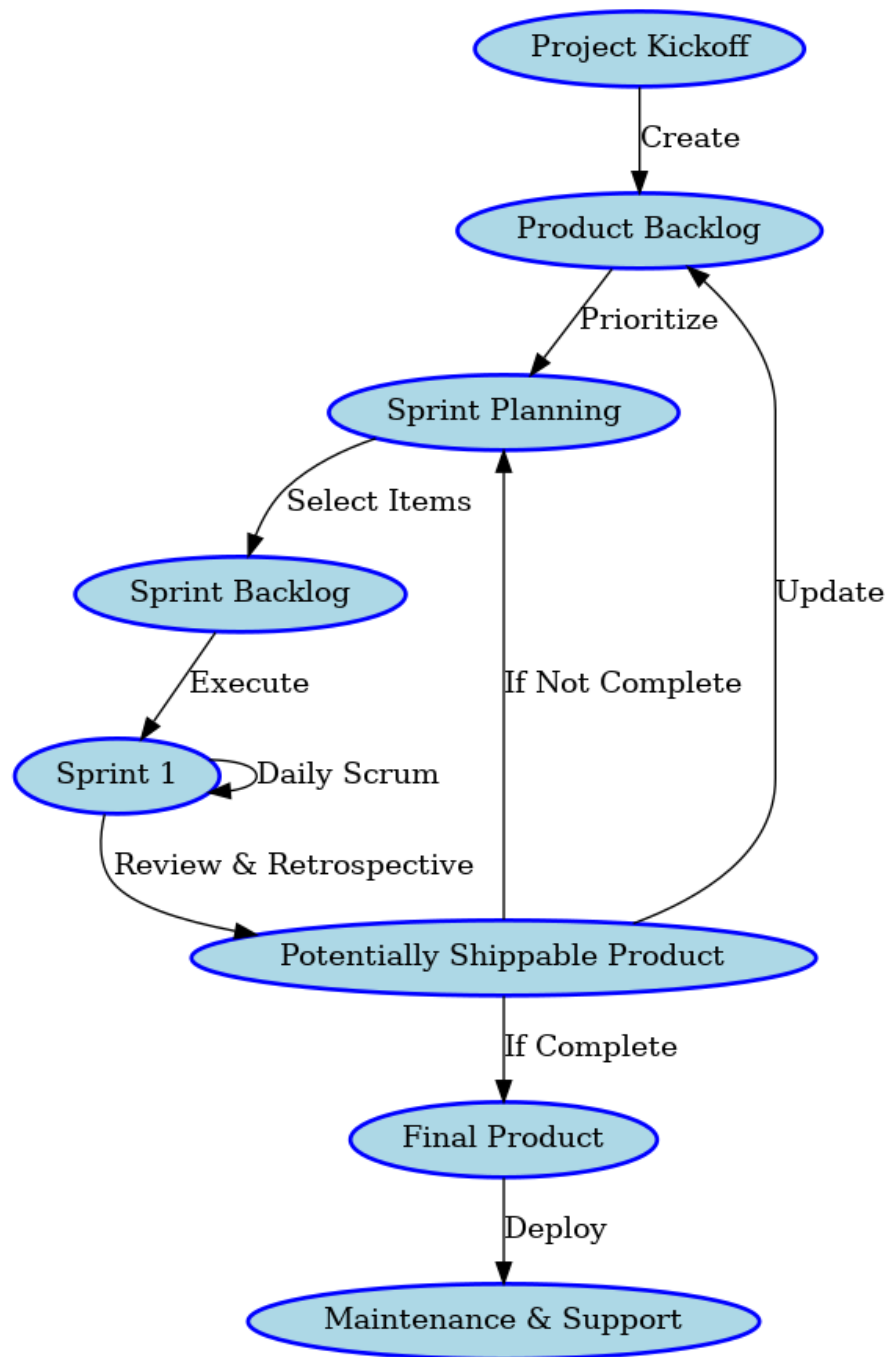 Project Kickoff
Create
Product Backlog
Prioritize
Sprint Planning
Select Items
Sprint Backlog
Update
Execute
If Not Complete
Sprint 1
Daily Scrum
Review & Retrospective
Potentially Shippable Product
If Complete
Final Product
Deploy
Maintenance & Support